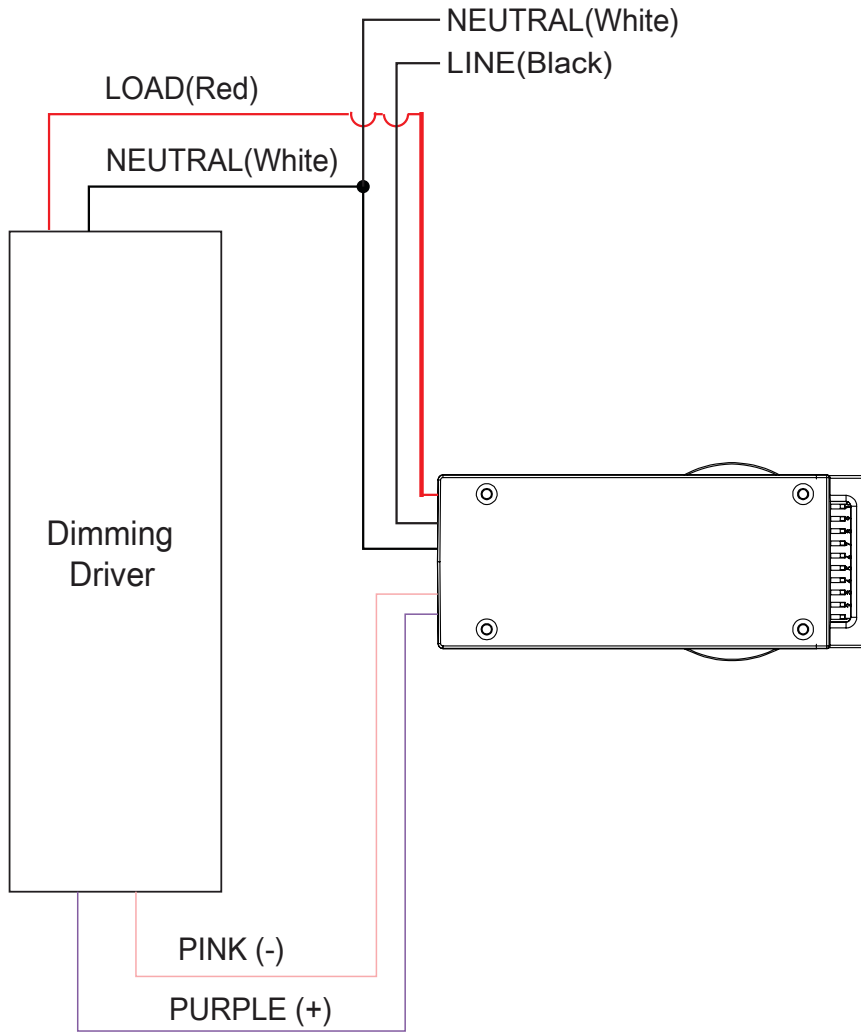 NEUTRAL(White)
LINE(Black)
LOAD(Red)
NEUTRAL(White)
Dimming
Driver
PINK (-)
PURPLE (+)